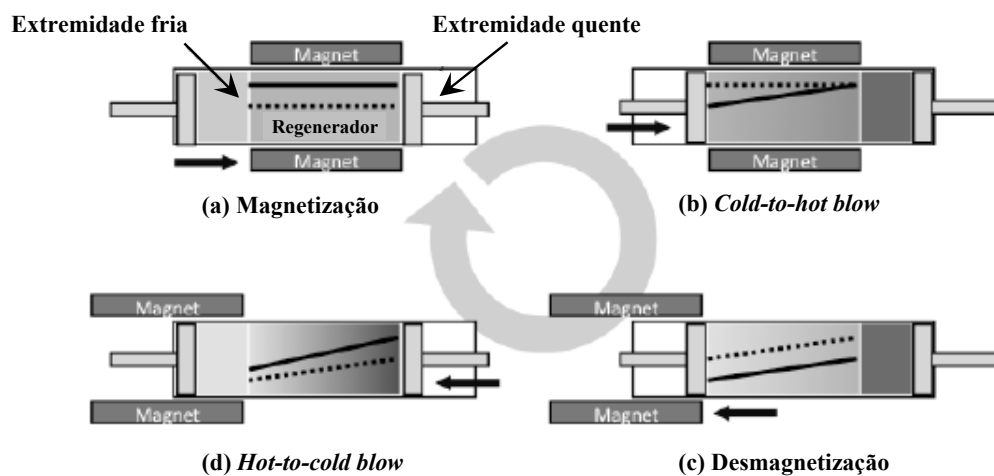 Extremidade fria
Extremidade quente
Magnet
Regenerador
Magnet
(a) Magnetização
Magnet
Magnet
(b) Cold-to-hot blow
Magnet
Magnet
(d) Hot-to-cold blow
Magnet
Magnet
(c) Desmagnetização